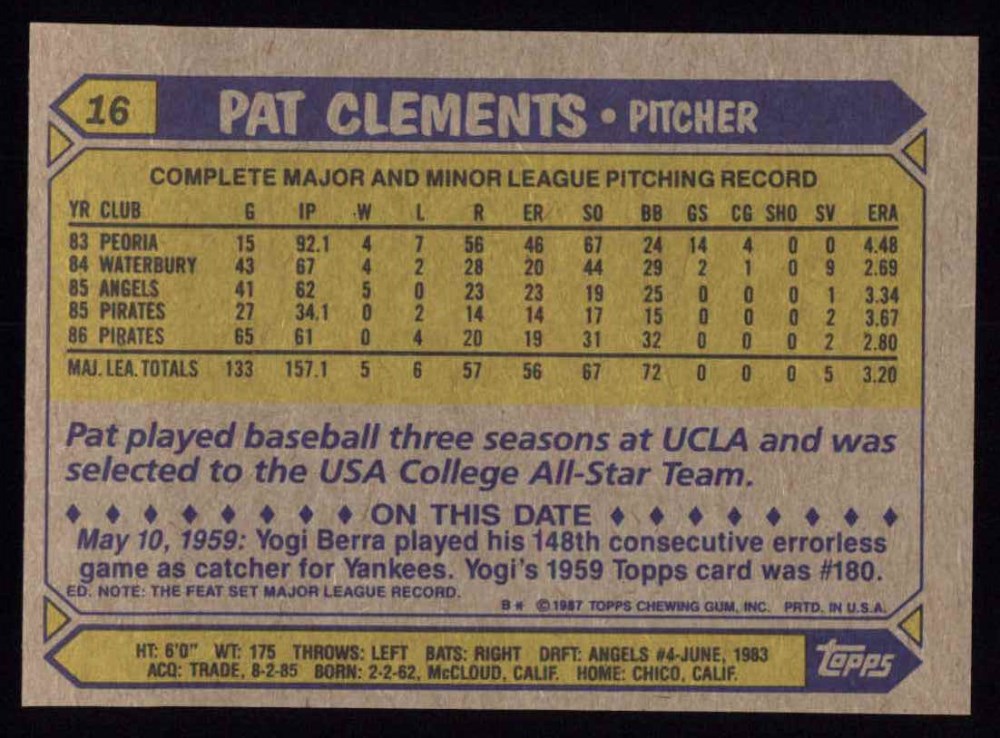 16 PAT CLEMENTS • PITCHER
COMPLETE MAJOR AND MINOR LEAGUE PITCHING RECORD
YR CLUB G IP W L R ER SO BB GS CG SHO SV ERA
83 PEORIA 15 92.1 4 7 56 46 67 24 14 4 0 0 4.48
84 WATERBURY 43 67 4 2 28 20 44 29 2 1 0 9 2.69
85 ANGELS 41 62 5 0 23 23 19 25 0 0 0 1 3.34
85 PIRATES 27 34.1 0 2 14 14 17 15 0 0 0 2 3.67
86 PIRATES 65 61 0 4 20 19 31 32 0 0 0 2 2.80
MAJ. LEA. TOTALS 133 157.1 5 6 57 56 67 72 0 0 0 5 3.20
Pat played baseball three seasons at UCLA and was
selected to the USA College All-Star Team.
♦ ♦ ♦ ♦ ♦ ♦ ♦ ♦ ON THIS DATE ♦ ♦ ♦ ♦ ♦ ♦ ♦ ♦
May 10, 1959: Yogi Berra played his 148th consecutive errorless
game as catcher for Yankees. Yogi's 1959 Topps card was #180.
ED. NOTE: THE FEAT SET MAJOR LEAGUE RECORD.
B* ©1987 TOPPS CHEWING GUM, INC. PRTD. IN U.S.A.
HT: 6'0" WT: 175 THROWS: LEFT BATS: RIGHT DRFT: ANGELS #4-JUNE, 1983
ACQ: TRADE, 8-2-85 BORN: 2-2-62, McCLOUD, CALIF. HOME: CHICO, CALIF.
topps